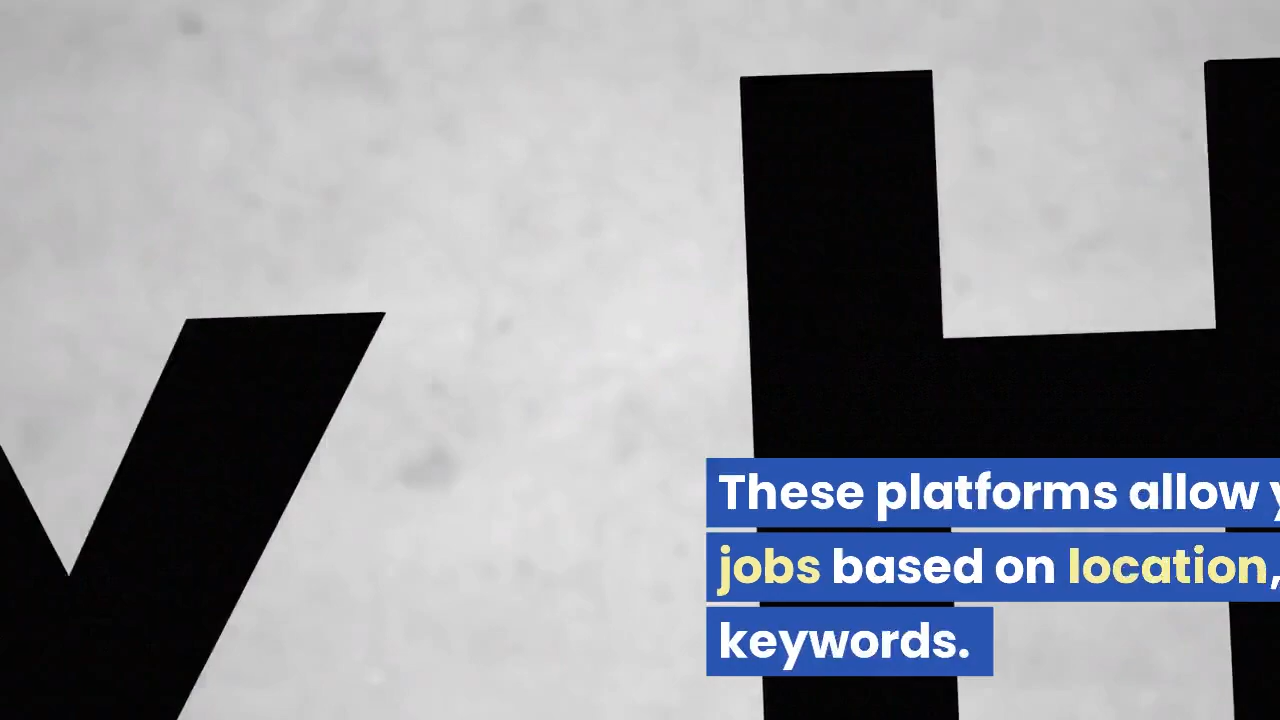 y H
These platforms allow
jobs based on location,
keywords.